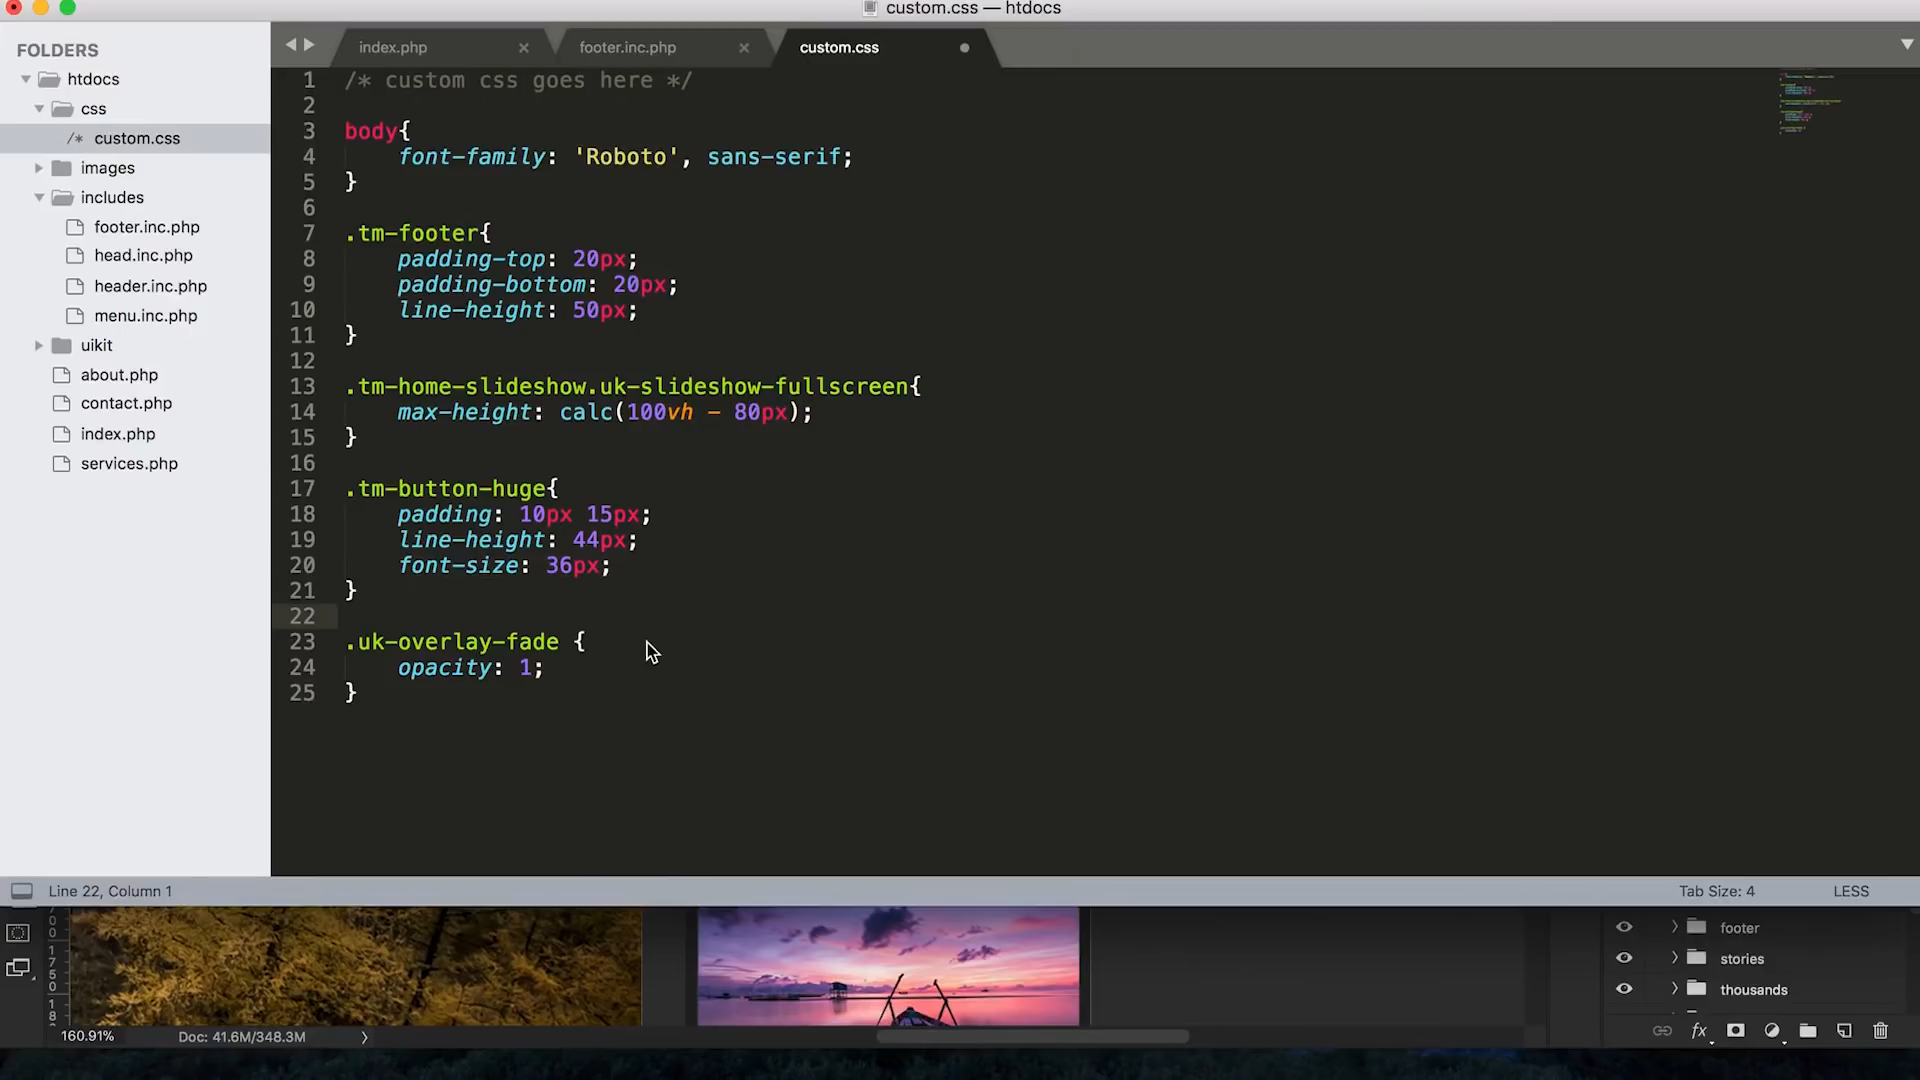 custom.css — htdocs
FOLDERS
htdocs
css
/* custom.css
images
includes
footer.inc.php
head.inc.php
header.inc.php
menu.inc.php
uikit
about.php
contact.php
index.php
services.php
index.php
footer.inc.php
custom.css
1 /* custom css goes here */
2
3 body{
4 font-family: 'Roboto', sans-serif;
5 }
6
7 .tm-footer{
8 padding-top: 20px;
9 padding-bottom: 20px;
10 line-height: 50px;
11 }
12
13 .tm-home-slideshow.uk-slideshow-fullscreen{
14 max-height: calc(100vh - 80px);
15 }
16
17 .tm-button-huge{
18 padding: 10px 15px;
19 line-height: 44px;
20 font-size: 36px;
21 }
22
23 .uk-overlay-fade {
24 opacity: 1;
25 }
Line 22, Column 1
Tab Size: 4
LESS
footer
stories
thousands
160.91%
Doc: 41.6M/348.3M
fx